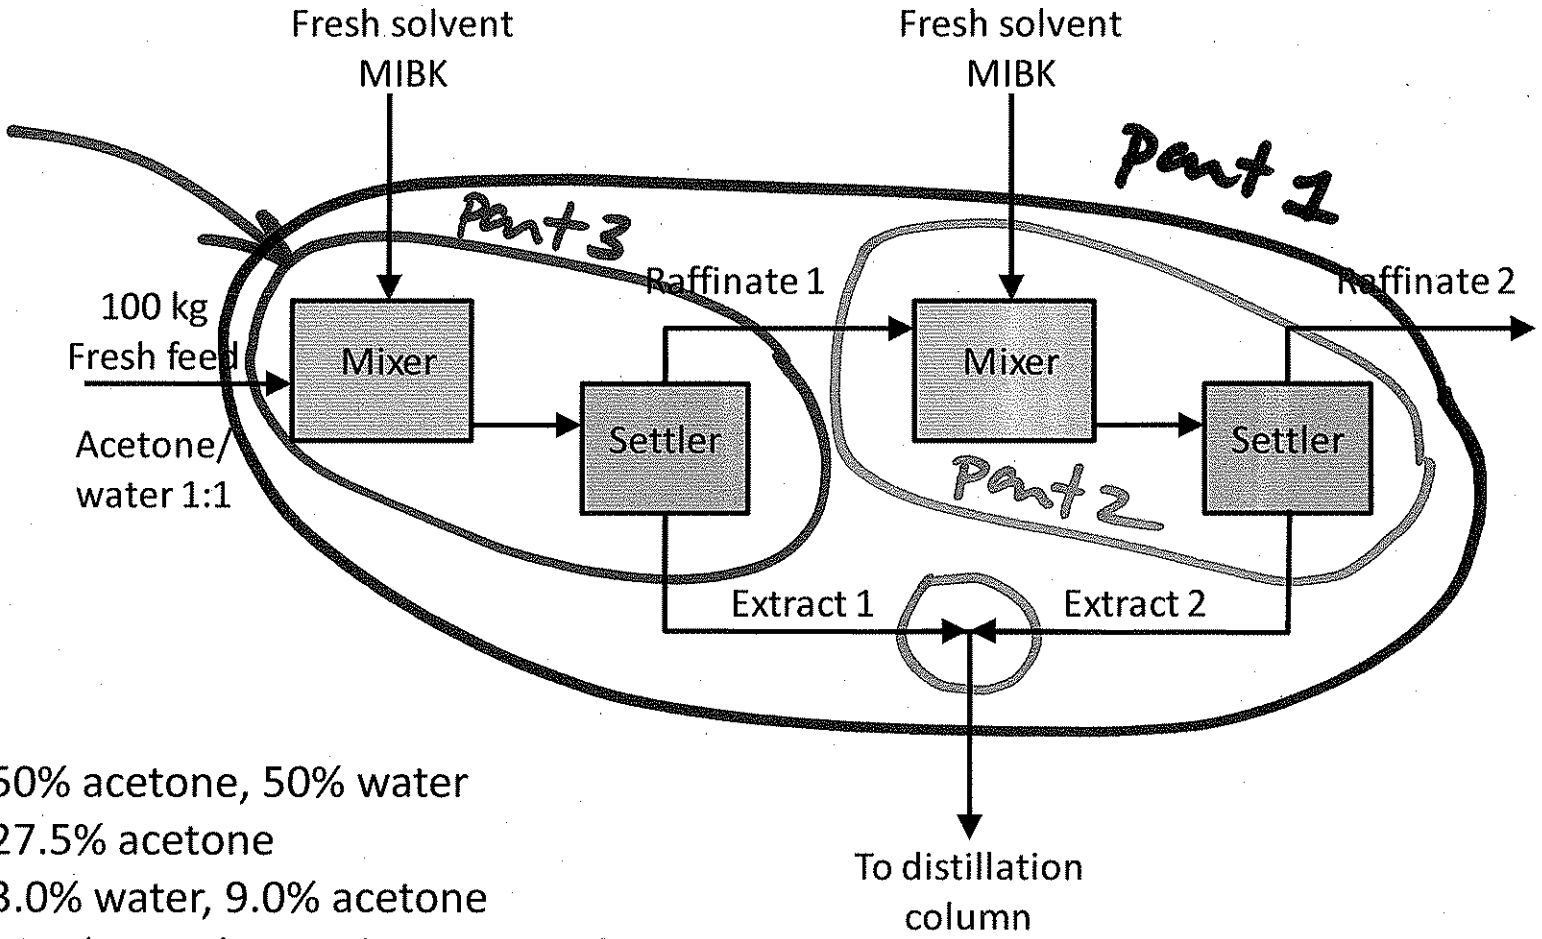 Fresh solvent
MIBK
Fresh solvent
MIBK
part 1
part 3
Raffinate 1
Raffinate 2
100 kg
Fresh feed
Mixer
Mixer
Acetone/
water 1:1
Settler
Settler
part 2
Extract 1
Extract 2
50% acetone, 50% water
27.5% acetone
To distillation
column
3.0% water, 9.0% acetone